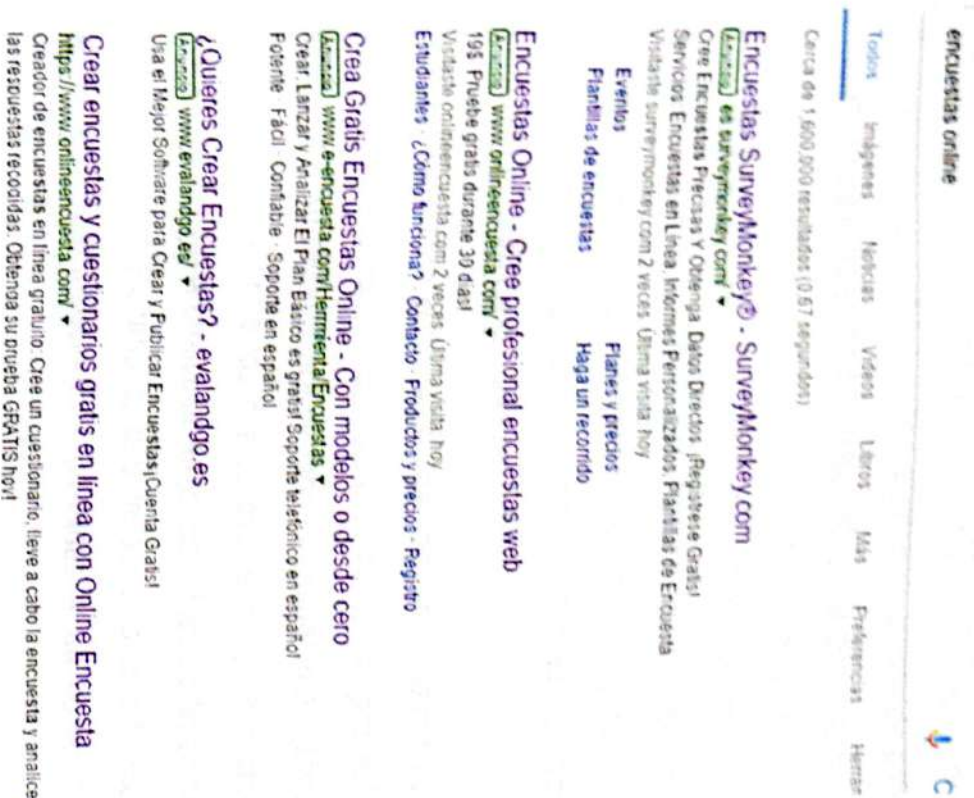 encuestas online
Todos Imágenes Noticias Vídeos Libros Más Preferencias Herran
Cerca de 1,600,000 resultados (0.67 segundos)
Encuestas SurveyMonkey® - SurveyMonkey.com
Anuncio es.surveymonkey.com/ ▼
Cree Encuestas Precisas Y Obtenga Datos Directos. ¡Regístrese Gratis!
Servicios Encuestas en Línea Informes Personalizados, Plantillas de Encuesta
Visitaste surveymonkey.com 2 veces. Última visita: hoy
Eventos Planes y precios
Plantillas de encuestas Haga un recorrido
Encuestas Online - Cree profesional encuestas web
Anuncio www.onlineencuesta.com/ ▼
19$. Pruebe gratis durante 30 días!
Visitaste onlineencuesta.com 2 veces. Última visita: hoy
Estudiantes · ¿Cómo funciona? · Contacto · Productos y precios · Registro
Crea Gratis Encuestas Online - Con modelos o desde cero
Anuncio www.e-encuesta.com/Herrmienta/Encuestas ▼
Crear, Lanzar y Analizar.El Plan Básico es gratis! Soporte telefónico en español
Potente · Fácil · Confiable · Soporte en español
¿Quieres Crear Encuestas? - evalandgo.es
Anuncio www.evalandgo.es/ ▼
Usa el Mejor Software para Crear y Publicar Encuestas¡Cuenta Gratis!
Crear encuestas y cuestionarios gratis en línea con Online Encuesta
https://www.onlineencuesta.com/ ▼
Creador de encuestas en línea gratuito: Cree un cuestionario, lleve a cabo la encuesta y analice
las respuestas recogidas. Obtenga su prueba GRATIS hoy!